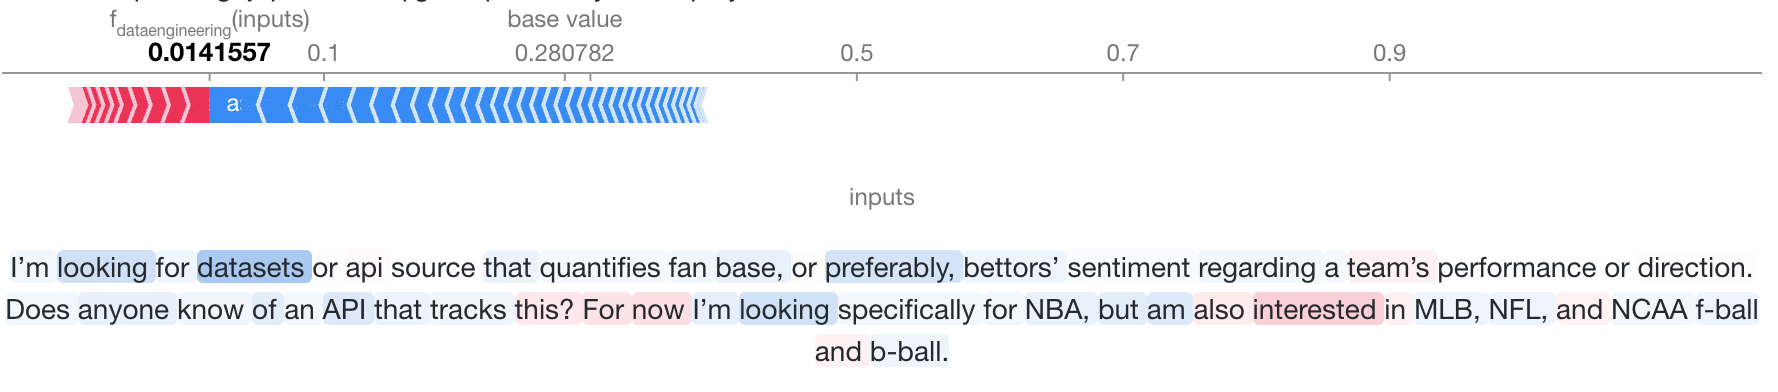 f dataengineering (inputs) base value
0.0141557 0.1 0.280782 0.5 0.7 0.9
a
inputs
I’m looking for datasets or api source that quantifies fan base, or preferably, bettors’ sentiment regarding a team’s performance or direction.
Does anyone know of an API that tracks this? For now I’m looking specifically for NBA, but am also interested in MLB, NFL, and NCAA f-ball
and b-ball.